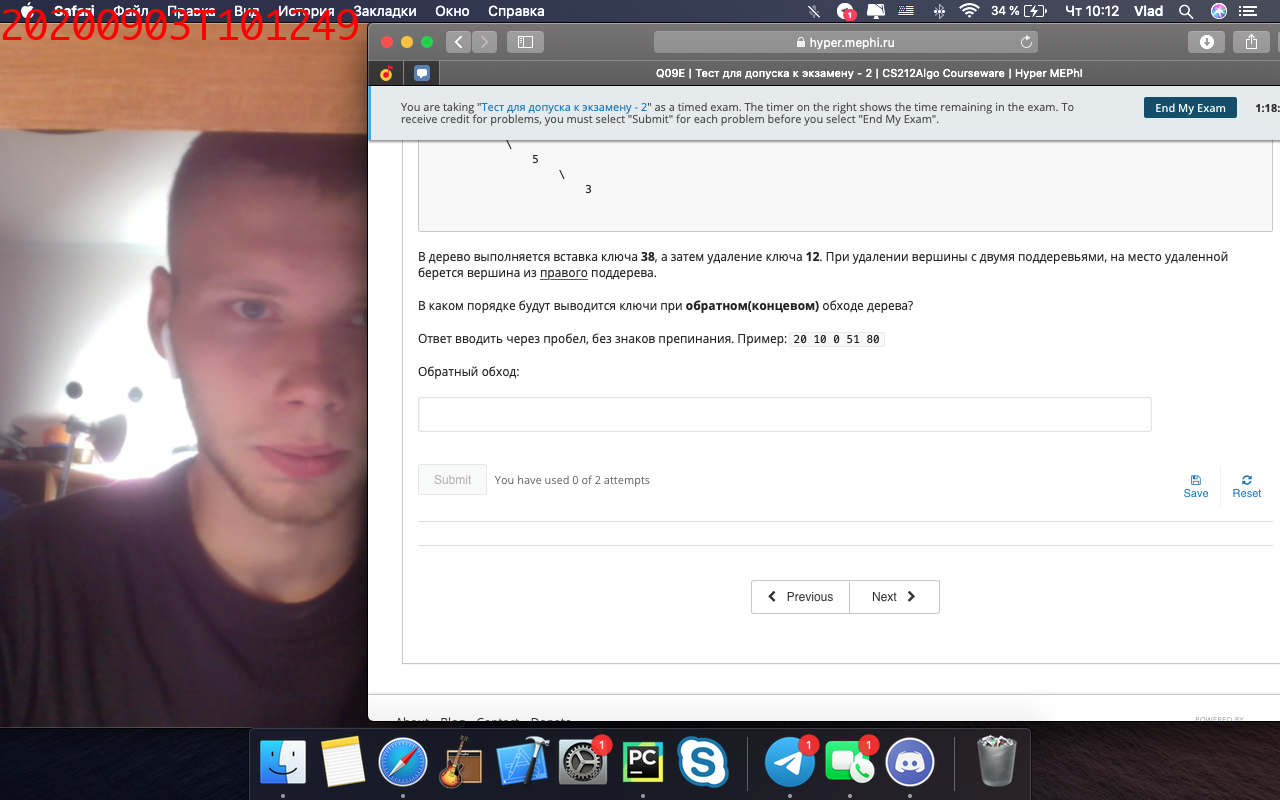 Safari Файл Правка Вид История Закладки Окно Справка 1 34 % Чт 10:12 Vlad
20200903T101249
hyper.mephi.ru
Q09E | Тест для допуска к экзамену - 2 | CS212Algo Courseware | Hyper MEPhI
You are taking "Тест для допуска к экзамену - 2" as a timed exam. The timer on the right shows the time remaining in the exam. To
receive credit for problems, you must select "Submit" for each problem before you select "End My Exam".
End My Exam
1:18:
\
5
\
3
В дерево выполняется вставка ключа 38, а затем удаление ключа 12. При удалении вершины с двумя поддеревьями, на место удаленной
берется вершина из правого поддерева.
В каком порядке будут выводится ключи при обратном(концевом) обходе дерева?
Ответ вводить через пробел, без знаков препинания. Пример: 20 10 0 51 80
Обратный обход:
Submit You have used 0 of 2 attempts
Save Reset
Previous Next
About Blog Contact Donate
POWERED BY
1 PC 1 1